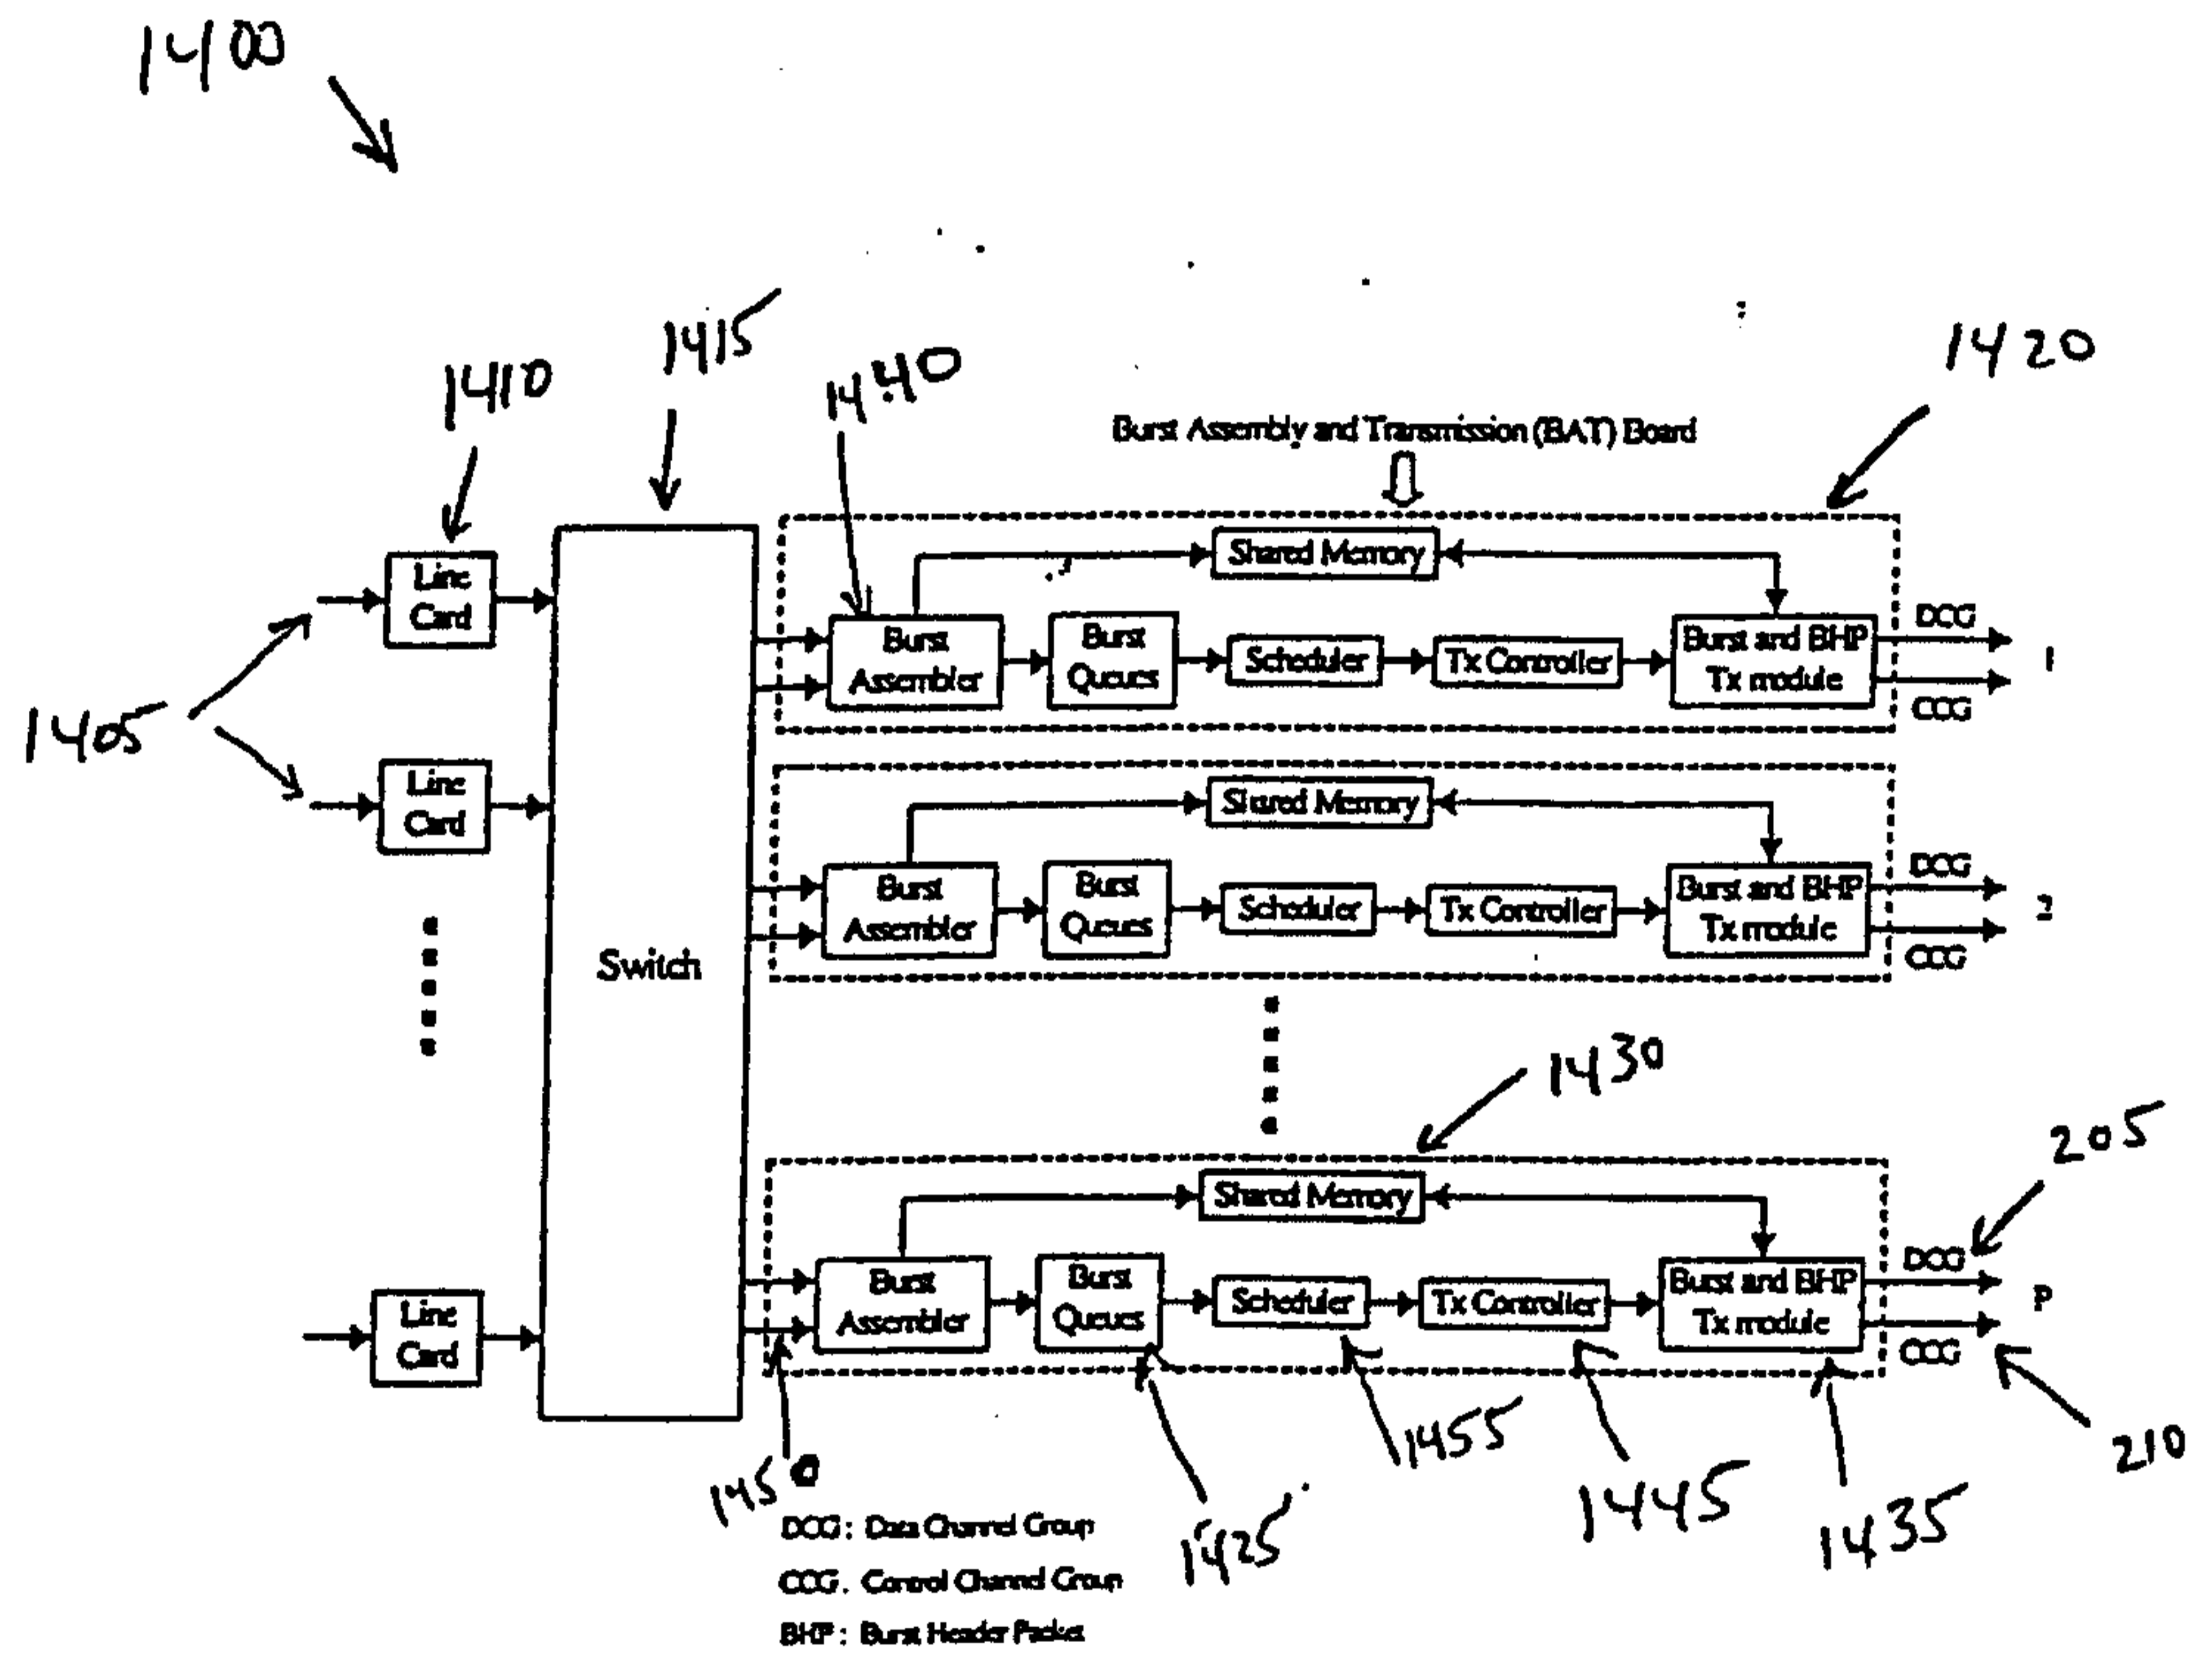 1400
1410
1415
1440
1420
Burst Assembly and Transmission (BAT) Board
1405
Line
Card
Switch
Shared Memory
Burst
Assembler
Burst
Queues
Scheduler
Tx Controller
Burst and BHP
Tx module
DCG
CCG
1
Line
Card
Shared Memory
Burst
Assembler
Burst
Queues
Scheduler
Tx Controller
Burst and BHP
Tx module
DCG
CCG
2
1430
205
Line
Card
Shared Memory
Burst
Assembler
Burst
Queues
Scheduler
Tx Controller
Burst and BHP
Tx module
DCG
CCG
P
210
1450
1425
1455
1445
1435
DCG : Data Channel Group
CCG . Control Channel Group
BHP : Burst Header Packet